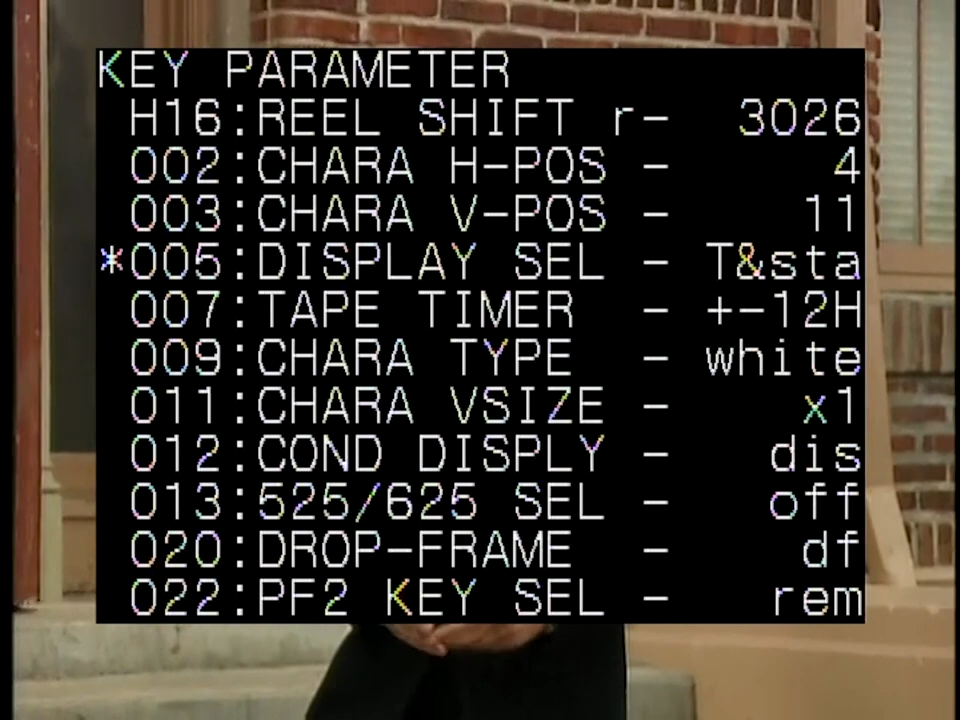 KEY PARAMETER
H16:REEL SHIFT r- 3026
002:CHARA H-POS - 4
003:CHARA V-POS - 11
*005:DISPLAY SEL - T&sta
007:TAPE TIMER - +-12H
009:CHARA TYPE - white
011:CHARA VSIZE - x1
012:COND DISPLY - dis
013:525/625 SEL - off
020:DROP-FRAME - df
022:PF2 KEY SEL - rem